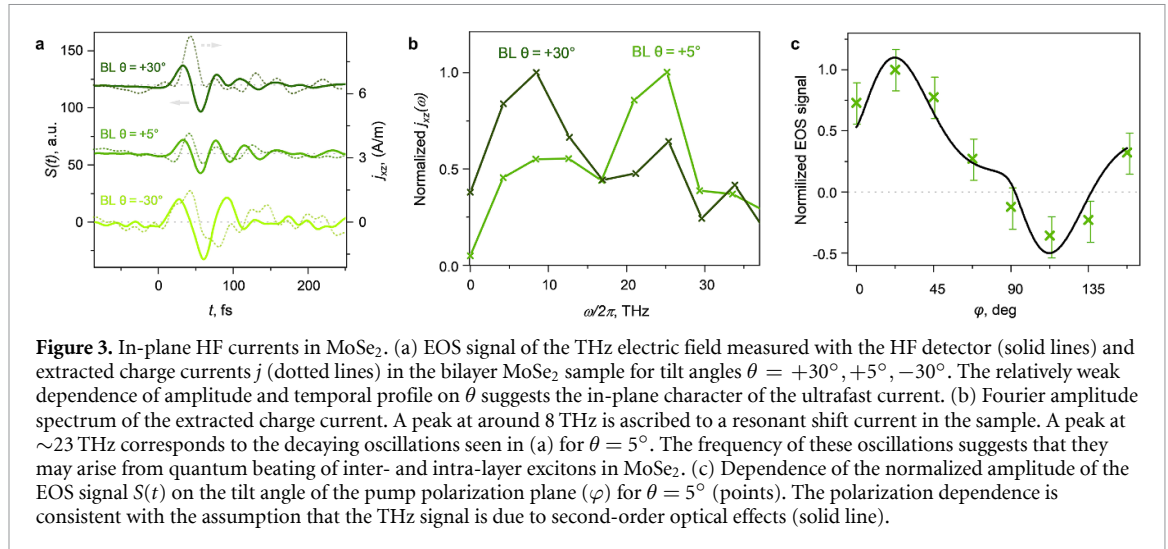 a
b
c
150
125
100
75
50
25
0
S(t), a.u.
BL θ = +30°
BL θ = +5°
BL θ = -30°
6
3
0
j_xz, (A/m)
0
100
200
t, fs
BL θ = +30°
BL θ = +5°
1.0
0.5
0.0
Normalized j_xz(ω)
0
10
20
30
ω/2π, THz
1.0
0.5
0.0
-0.5
Normilized EOS signal
0
45
90
135
φ, deg
Figure 3. In-plane HF currents in MoSe₂. (a) EOS signal of the THz electric field measured with the HF detector (solid lines) and
extracted charge currents j (dotted lines) in the bilayer MoSe₂ sample for tilt angles θ = +30°, +5°, −30°. The relatively weak
dependence of amplitude and temporal profile on θ suggests the in-plane character of the ultrafast current. (b) Fourier amplitude
spectrum of the extracted charge current. A peak at around 8 THz is ascribed to a resonant shift current in the sample. A peak at
∼23 THz corresponds to the decaying oscillations seen in (a) for θ = 5°. The frequency of these oscillations suggests that they
may arise from quantum beating of inter- and intra-layer excitons in MoSe₂. (c) Dependence of the normalized amplitude of the
EOS signal S(t) on the tilt angle of the pump polarization plane (φ) for θ = 5° (points). The polarization dependence is
consistent with the assumption that the THz signal is due to second-order optical effects (solid line).